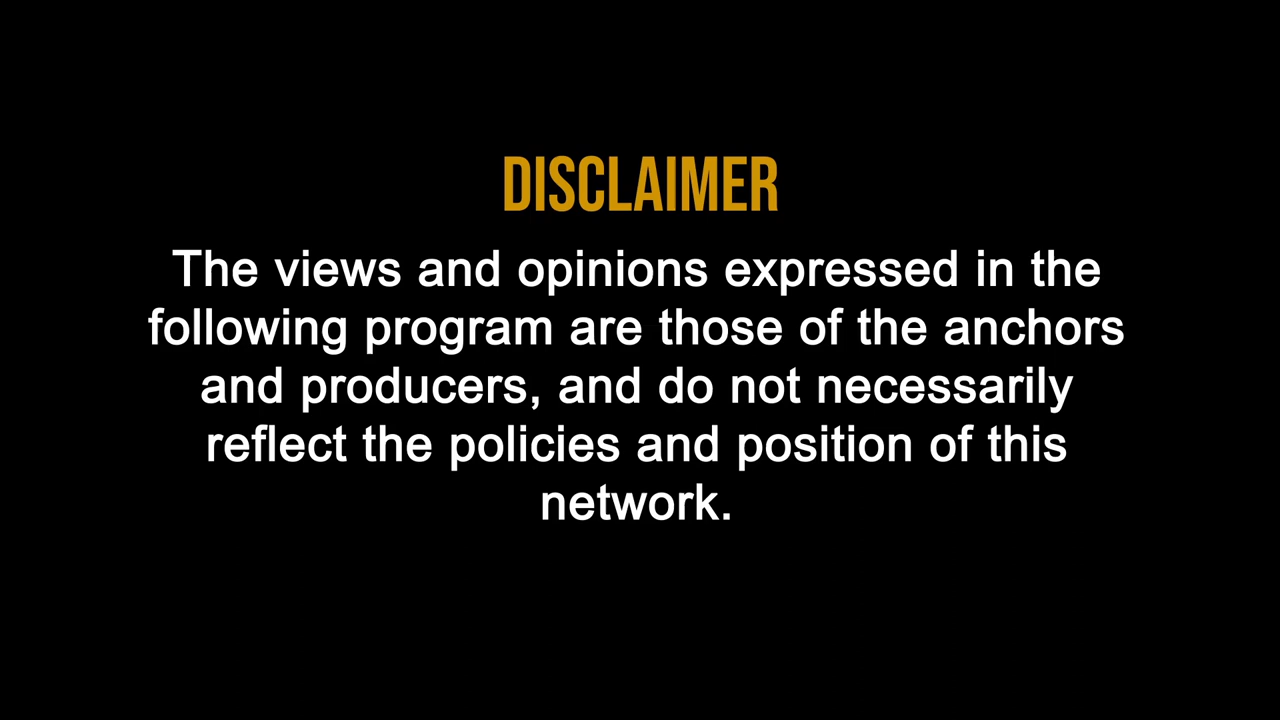 DISCLAIMER
The views and opinions expressed in the
following program are those of the anchors
and producers, and do not necessarily
reflect the policies and position of this
network.